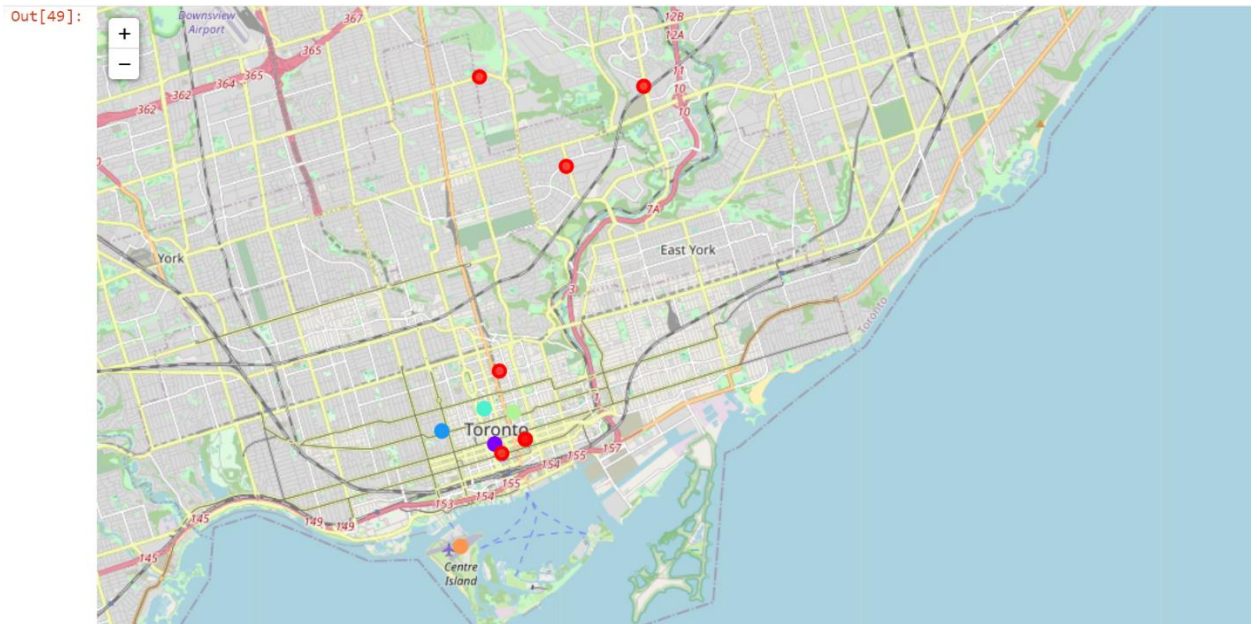 Out[49]:
Downsview
Airport
367
12B
12A
+
365
−
364
365
11
362
10
362
10
7A
East York
York
3
Toronto
1
Toronto
157
155
154
155
154
153
145
149
149
145
Centre
Island